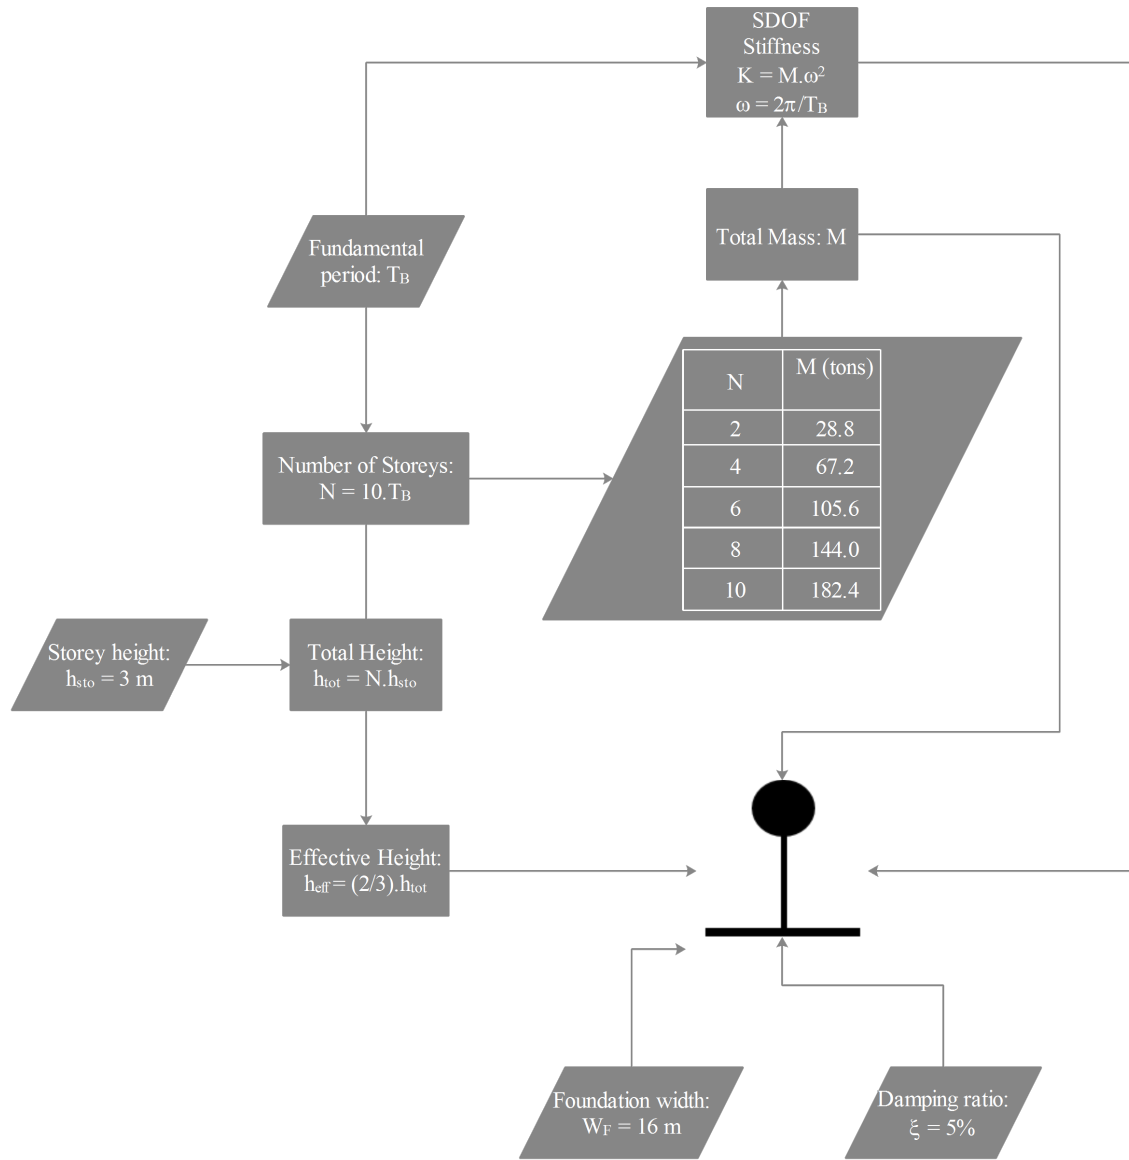 SDOF
Stiffness
K = M.ω²
ω = 2π/T_B
Total Mass: M
Fundamental
period: T_B
N M (tons)
2 28.8
4 67.2
6 105.6
8 144.0
10 182.4
Number of Storeys:
N = 10.T_B
Storey height:
h_sto = 3 m
Total Height:
h_tot = N.h_sto
Effective Height:
h_eff = (2/3).h_tot
Foundation width:
W_F = 16 m
Damping ratio:
ξ = 5%